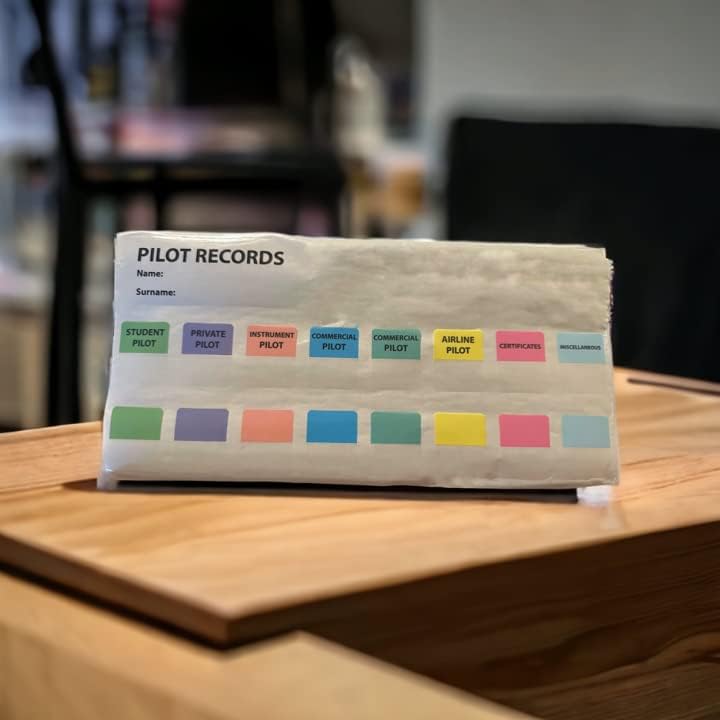 PILOT RECORDS
Name:
Surname:
STUDENT PILOT
PRIVATE PILOT
INSTRUMENT PILOT
COMMERCIAL PILOT
COMMERCIAL PILOT
AIRLINE PILOT
CERTIFICATES
MISCELLANEOUS